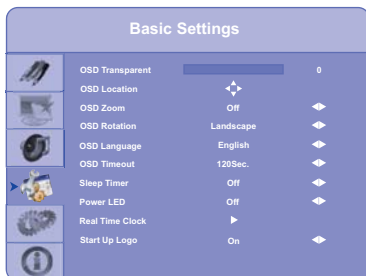 Basic Settings
OSD Transparent 0
OSD Location
OSD Zoom Off
OSD Rotation Landscape
OSD Language English
OSD Timeout 120Sec.
Sleep Timer Off
Power LED Off
Real Time Clock
Start Up Logo On